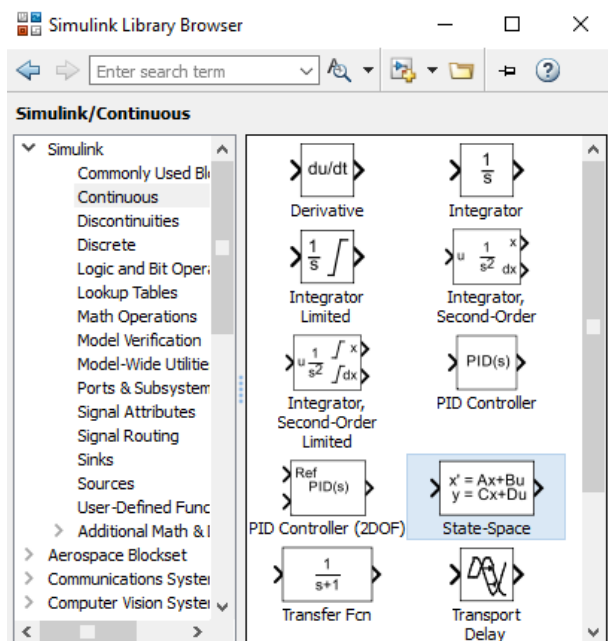 Simulink Library Browser
Enter search term
Simulink/Continuous
Simulink
Commonly Used Bl
Continuous
Discontinuities
Discrete
Logic and Bit Oper
Lookup Tables
Math Operations
Model Verification
Model-Wide Utilitie
Ports & Subsystem
Signal Attributes
Signal Routing
Sinks
Sources
User-Defined Func
Additional Math &
Aerospace Blockset
Communications System
Computer Vision System
du/dt
Derivative
1
s
Integrator
1
s
Integrator
Limited
u 1 x
s2 dx
Integrator,
Second-Order
u 1 x
s2 dx
Integrator,
Second-Order
Limited
PID(s)
PID Controller
Ref
PID(s)
PID Controller (2DOF)
x' = Ax+Bu
y = Cx+Du
State-Space
1
s+1
Transfer Fcn
Transport
Delay